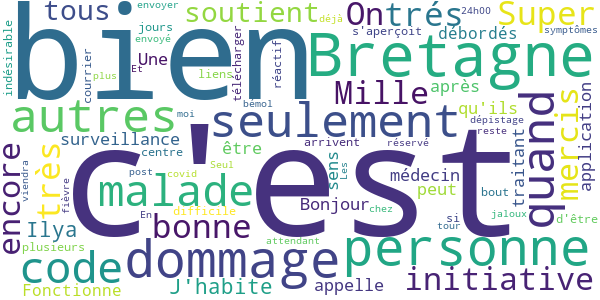 tous
soutient
On
trés
Super
24h00
déjà
envoyer
bien
Bretagne
débordés
symptômes
s'aperçoit
indésirable
jours
envoyé
Une
Et
courrier
plus
liens
télécharger
réactif
Mille
après
qu'ils
application
autres
bémol
moi
seulement
dépistage
reste
quand
mercis
surveillance
être
arrivent
réservé
traitant
encore
très
c'est
centre
Seul
sens
Les
médecin
viendra
fièvre
malade
post
covid
Bonjour
chez
peut
bout
jaloux
d'être
Ilya
En
difficile
bonne
si
tour
plusieurs
attendant
personne
code
dommage
Fonctionne
J'habite
appelle
initiative